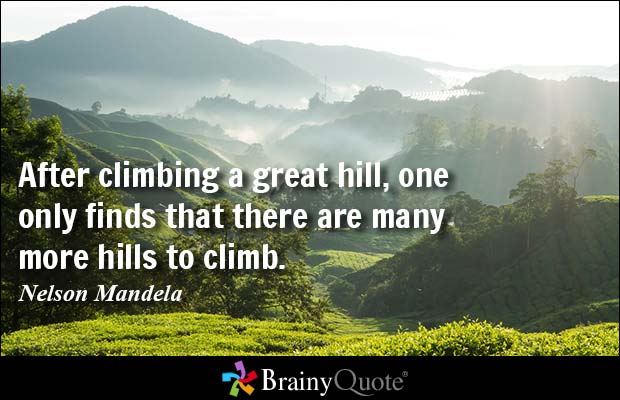 After climbing a great hill, one
only finds that there are many
more hills to climb.
Nelson Mandela
BrainyQuote®